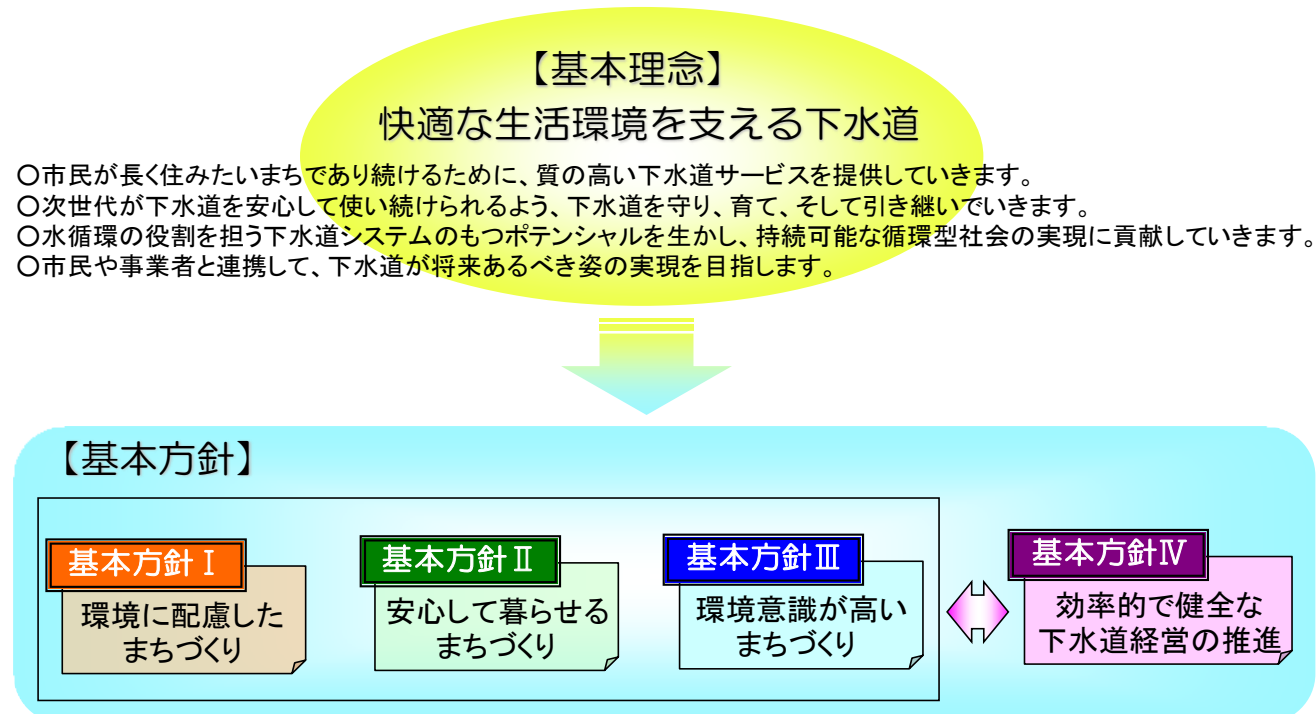 【基本理念】
快適な生活環境を支える下水道
○市民が長く住みたいまちであり続けるために、質の高い下水道サービスを提供していきます。
○次世代が下水道を安心して使い続けられるよう、下水道を守り、育て、そして引き継いでいきます。
○水循環の役割を担う下水道システムのもつポテンシャルを生かし、持続可能な循環型社会の実現に貢献していきます。
○市民や事業者と連携して、下水道が将来あるべき姿の実現を目指します。
【基本方針】
基本方針Ⅰ
環境に配慮した
まちづくり
基本方針Ⅱ
安心して暮らせる
まちづくり
基本方針Ⅲ
環境意識が高い
まちづくり
基本方針Ⅳ
効率的で健全な
下水道経営の推進